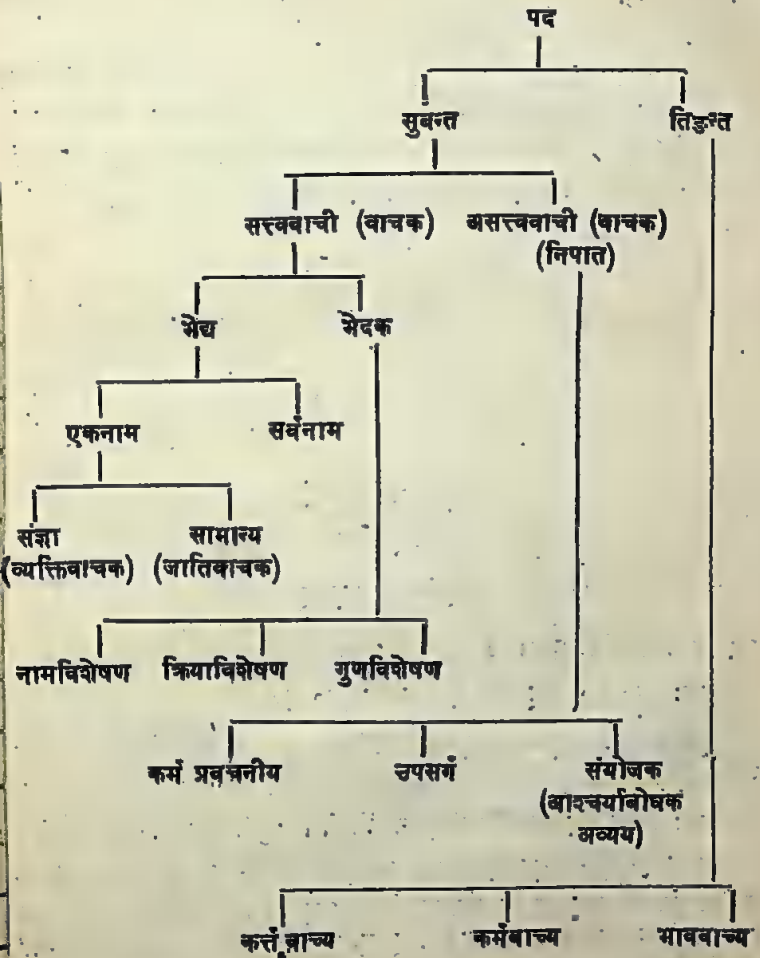 पद
सुबन्त तिङन्त
सत्त्ववाची (वाचक) असत्त्ववाची (वाचक)
(निपात)
भेद्य भेदक
एकनाम सर्वनाम
संज्ञा सामान्य
(व्यक्तिवाचक) (जातिवाचक)
नामविशेषण क्रियाविशेषण गुणविशेषण
कर्म प्रवचनीय उपसर्ग संयोजक
(आश्चर्याबोधक
अव्यय)
कर्त्तृवाच्य कर्मवाच्य भाववाच्य